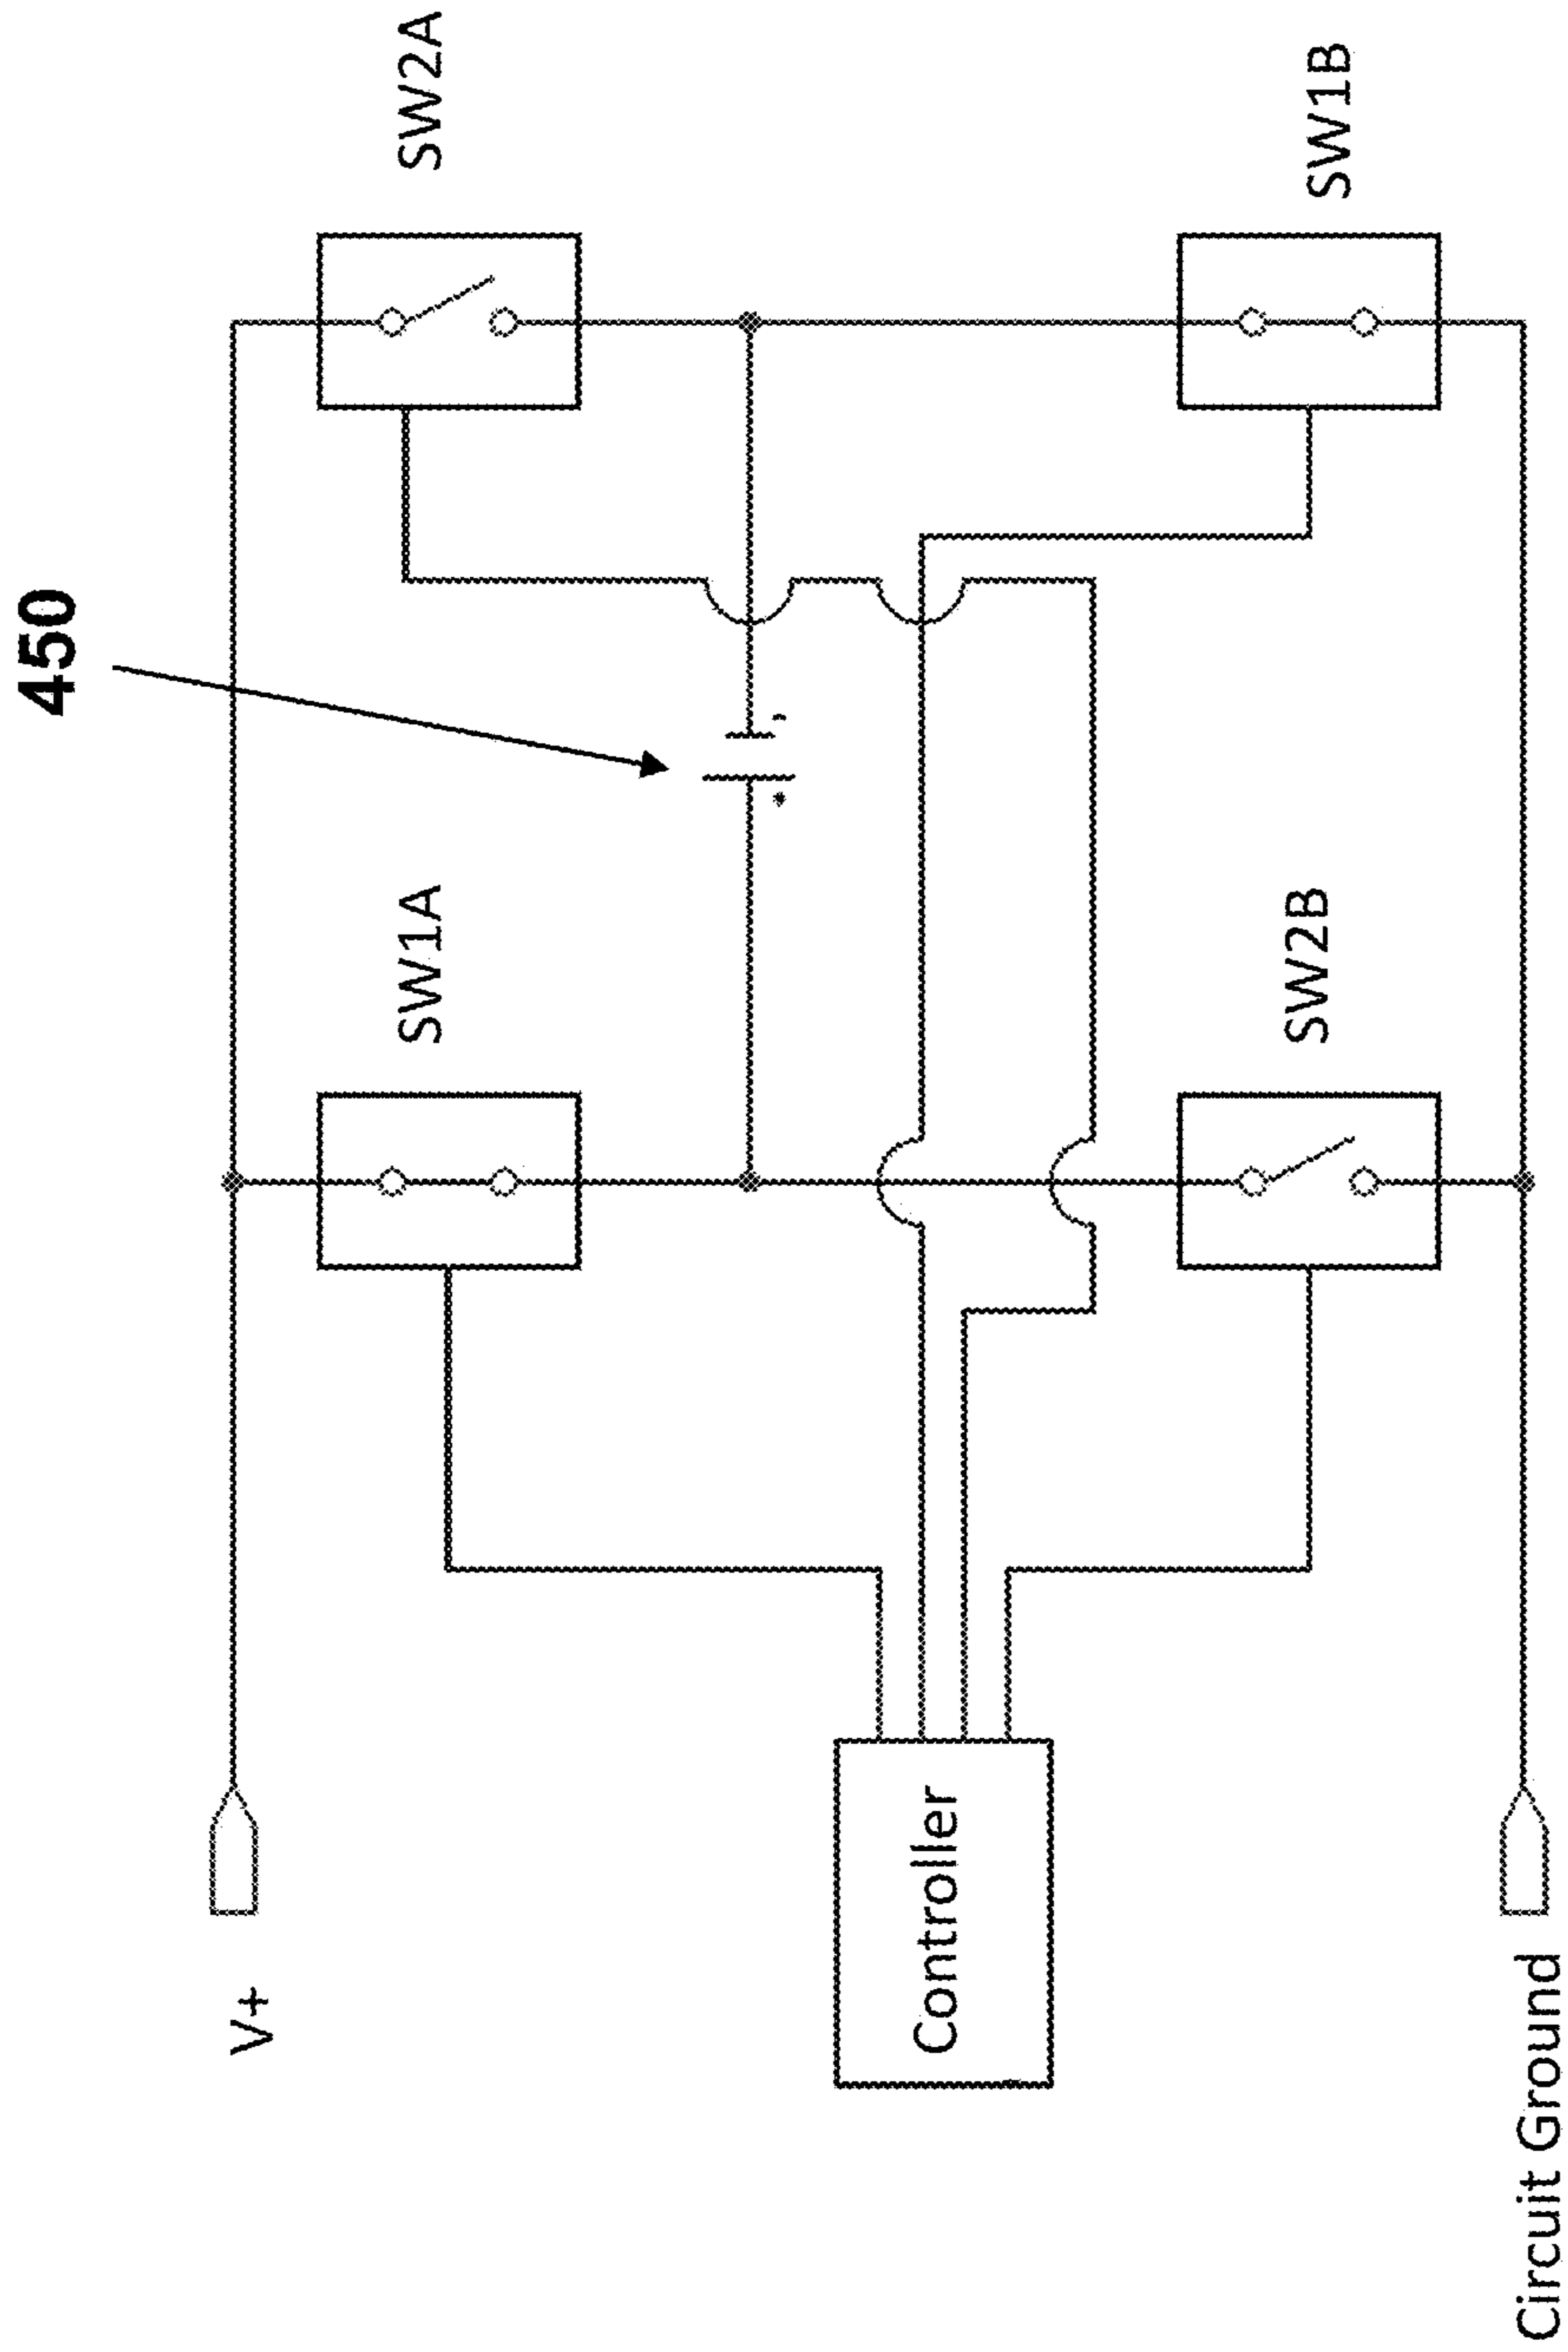 450
V+
SW1A
SW2A
Controller
SW2B
SW1B
Circuit Ground